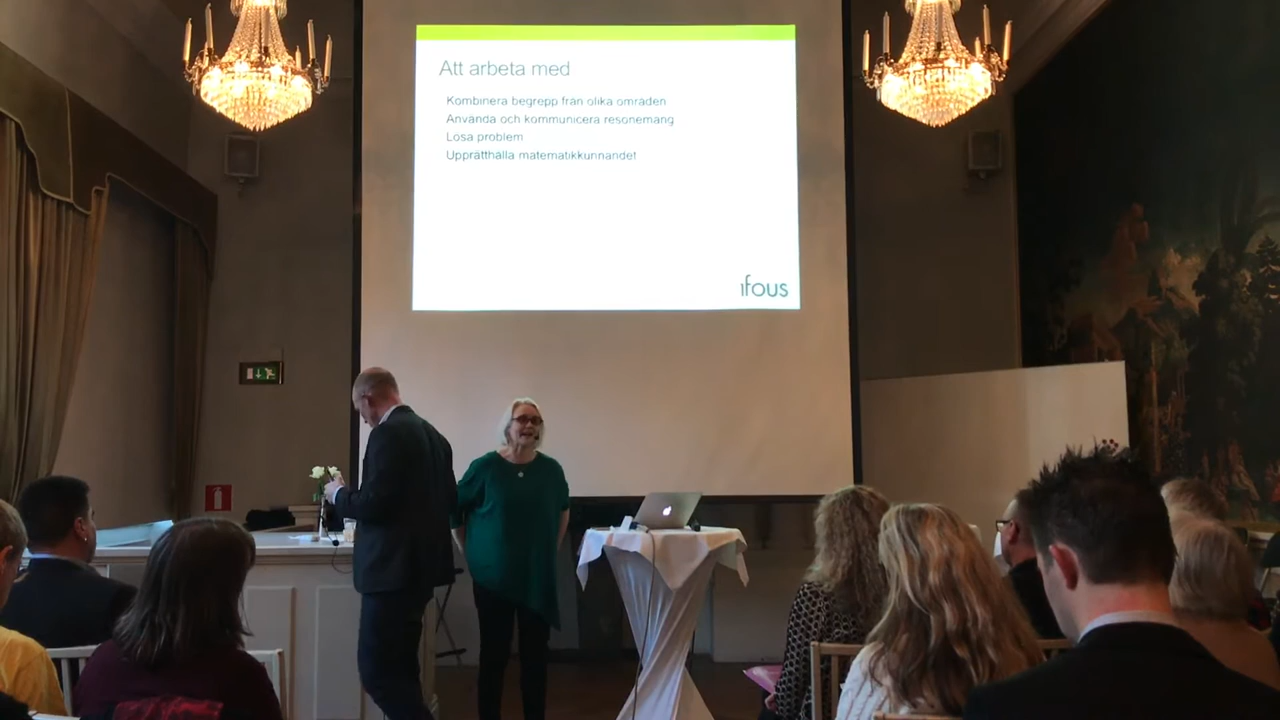 Att arbeta med
Kombinera begrepp från olika områden
Använda och kommunicera resonemang
Lösa problem
Upprätthålla matematikkunnandet
ifous